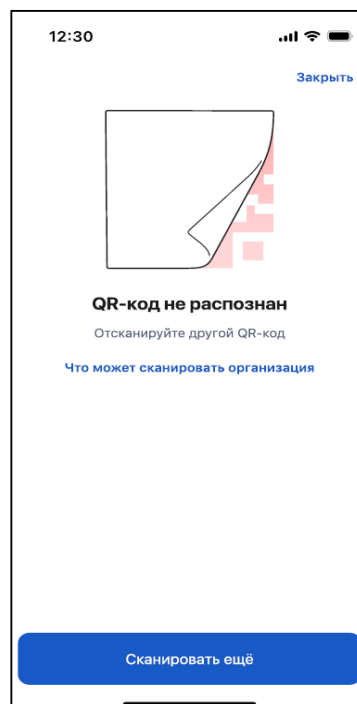 12:30
Закрыть
QR-код не распознан
Отсканируйте другой QR-код
Что может сканировать организация
Сканировать ещё